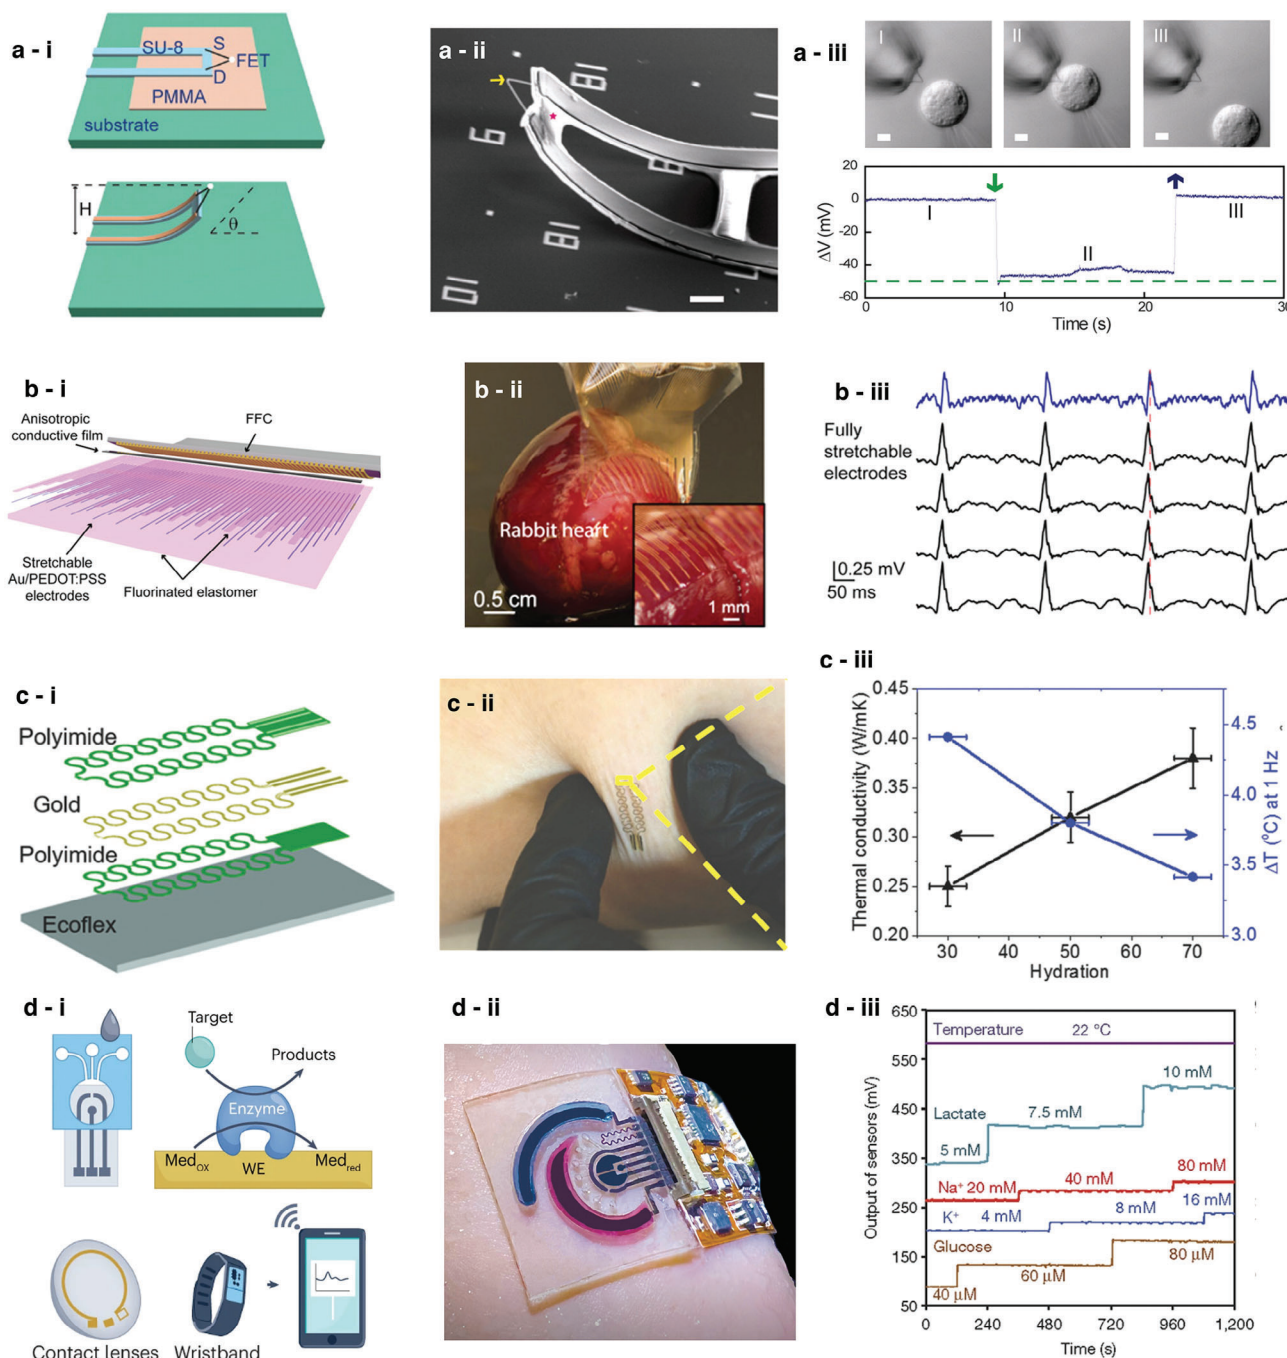 a - i
SU-8
S
FET
D
PMMA
substrate
H
θ
a - ii
a - iii
I
II
III
20
0
-20
-40
-60
ΔV (mV)
I
II
III
0
10
20
30
Time (s)
b - i
Anisotropic
conductive film
FFC
Stretchable
Au/PEDOT:PSS
electrodes
Fluorinated elastomer
b - ii
Rabbit heart
0.5 cm
1 mm
b - iii
Fully
stretchable
electrodes
0.25 mV
50 ms
c - i
Polyimide
Gold
Polyimide
Ecoflex
c - ii
c - iii
0.45
0.40
0.35
0.30
0.25
0.20
Thermal conductivity (W/mK)
4.5
4.0
3.5
3.0
ΔT (°C) at 1 Hz
30
40
50
60
70
Hydration
d - i
Target
Products
Enzyme
MedOX
WE
Medred
Contact lenses
Wristband
d - ii
d - iii
650
550
450
350
250
150
50
Output of sensors (mV)
Temperature 22 °C
10 mM
Lactate
7.5 mM
5 mM
80 mM
Na⁺ 20 mM
40 mM
16 mM
K⁺
4 mM
8 mM
Glucose
80 μM
60 μM
40 μM
0
240
480
720
960
1,200
Time (s)